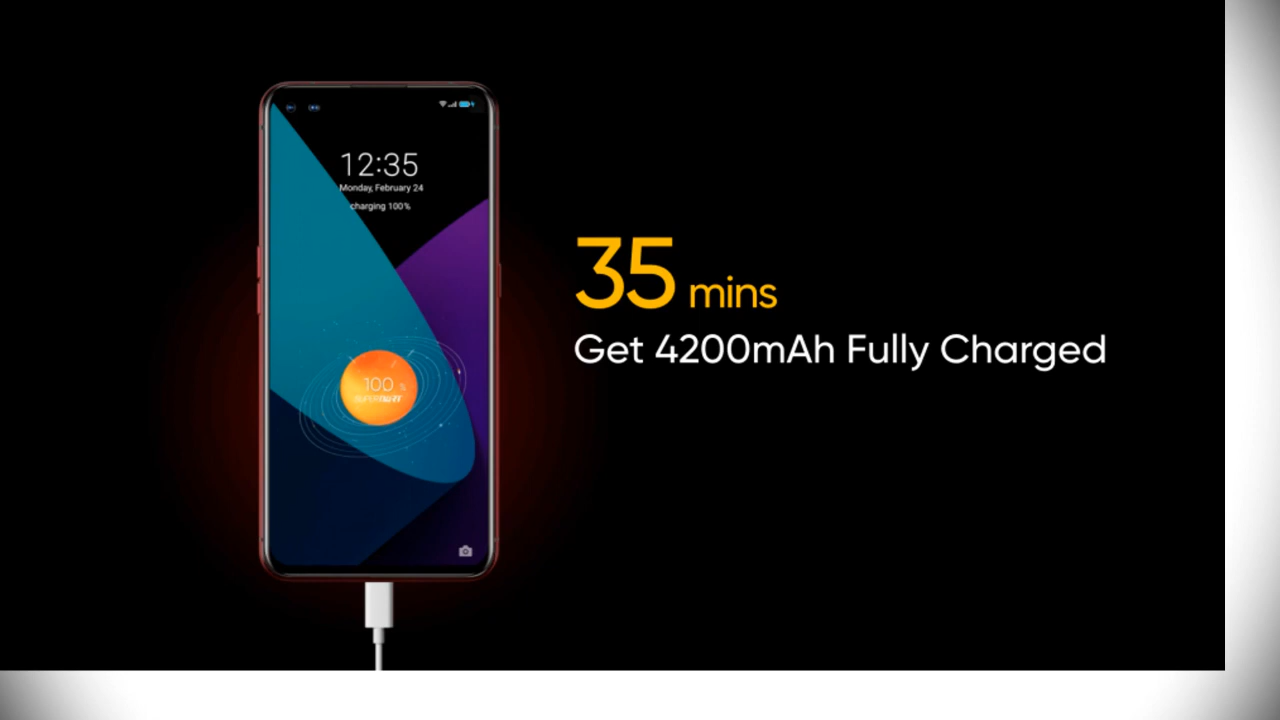 12:35
Monday, February 24
charging 100%
35 mins
Get 4200mAh Fully Charged
100 %